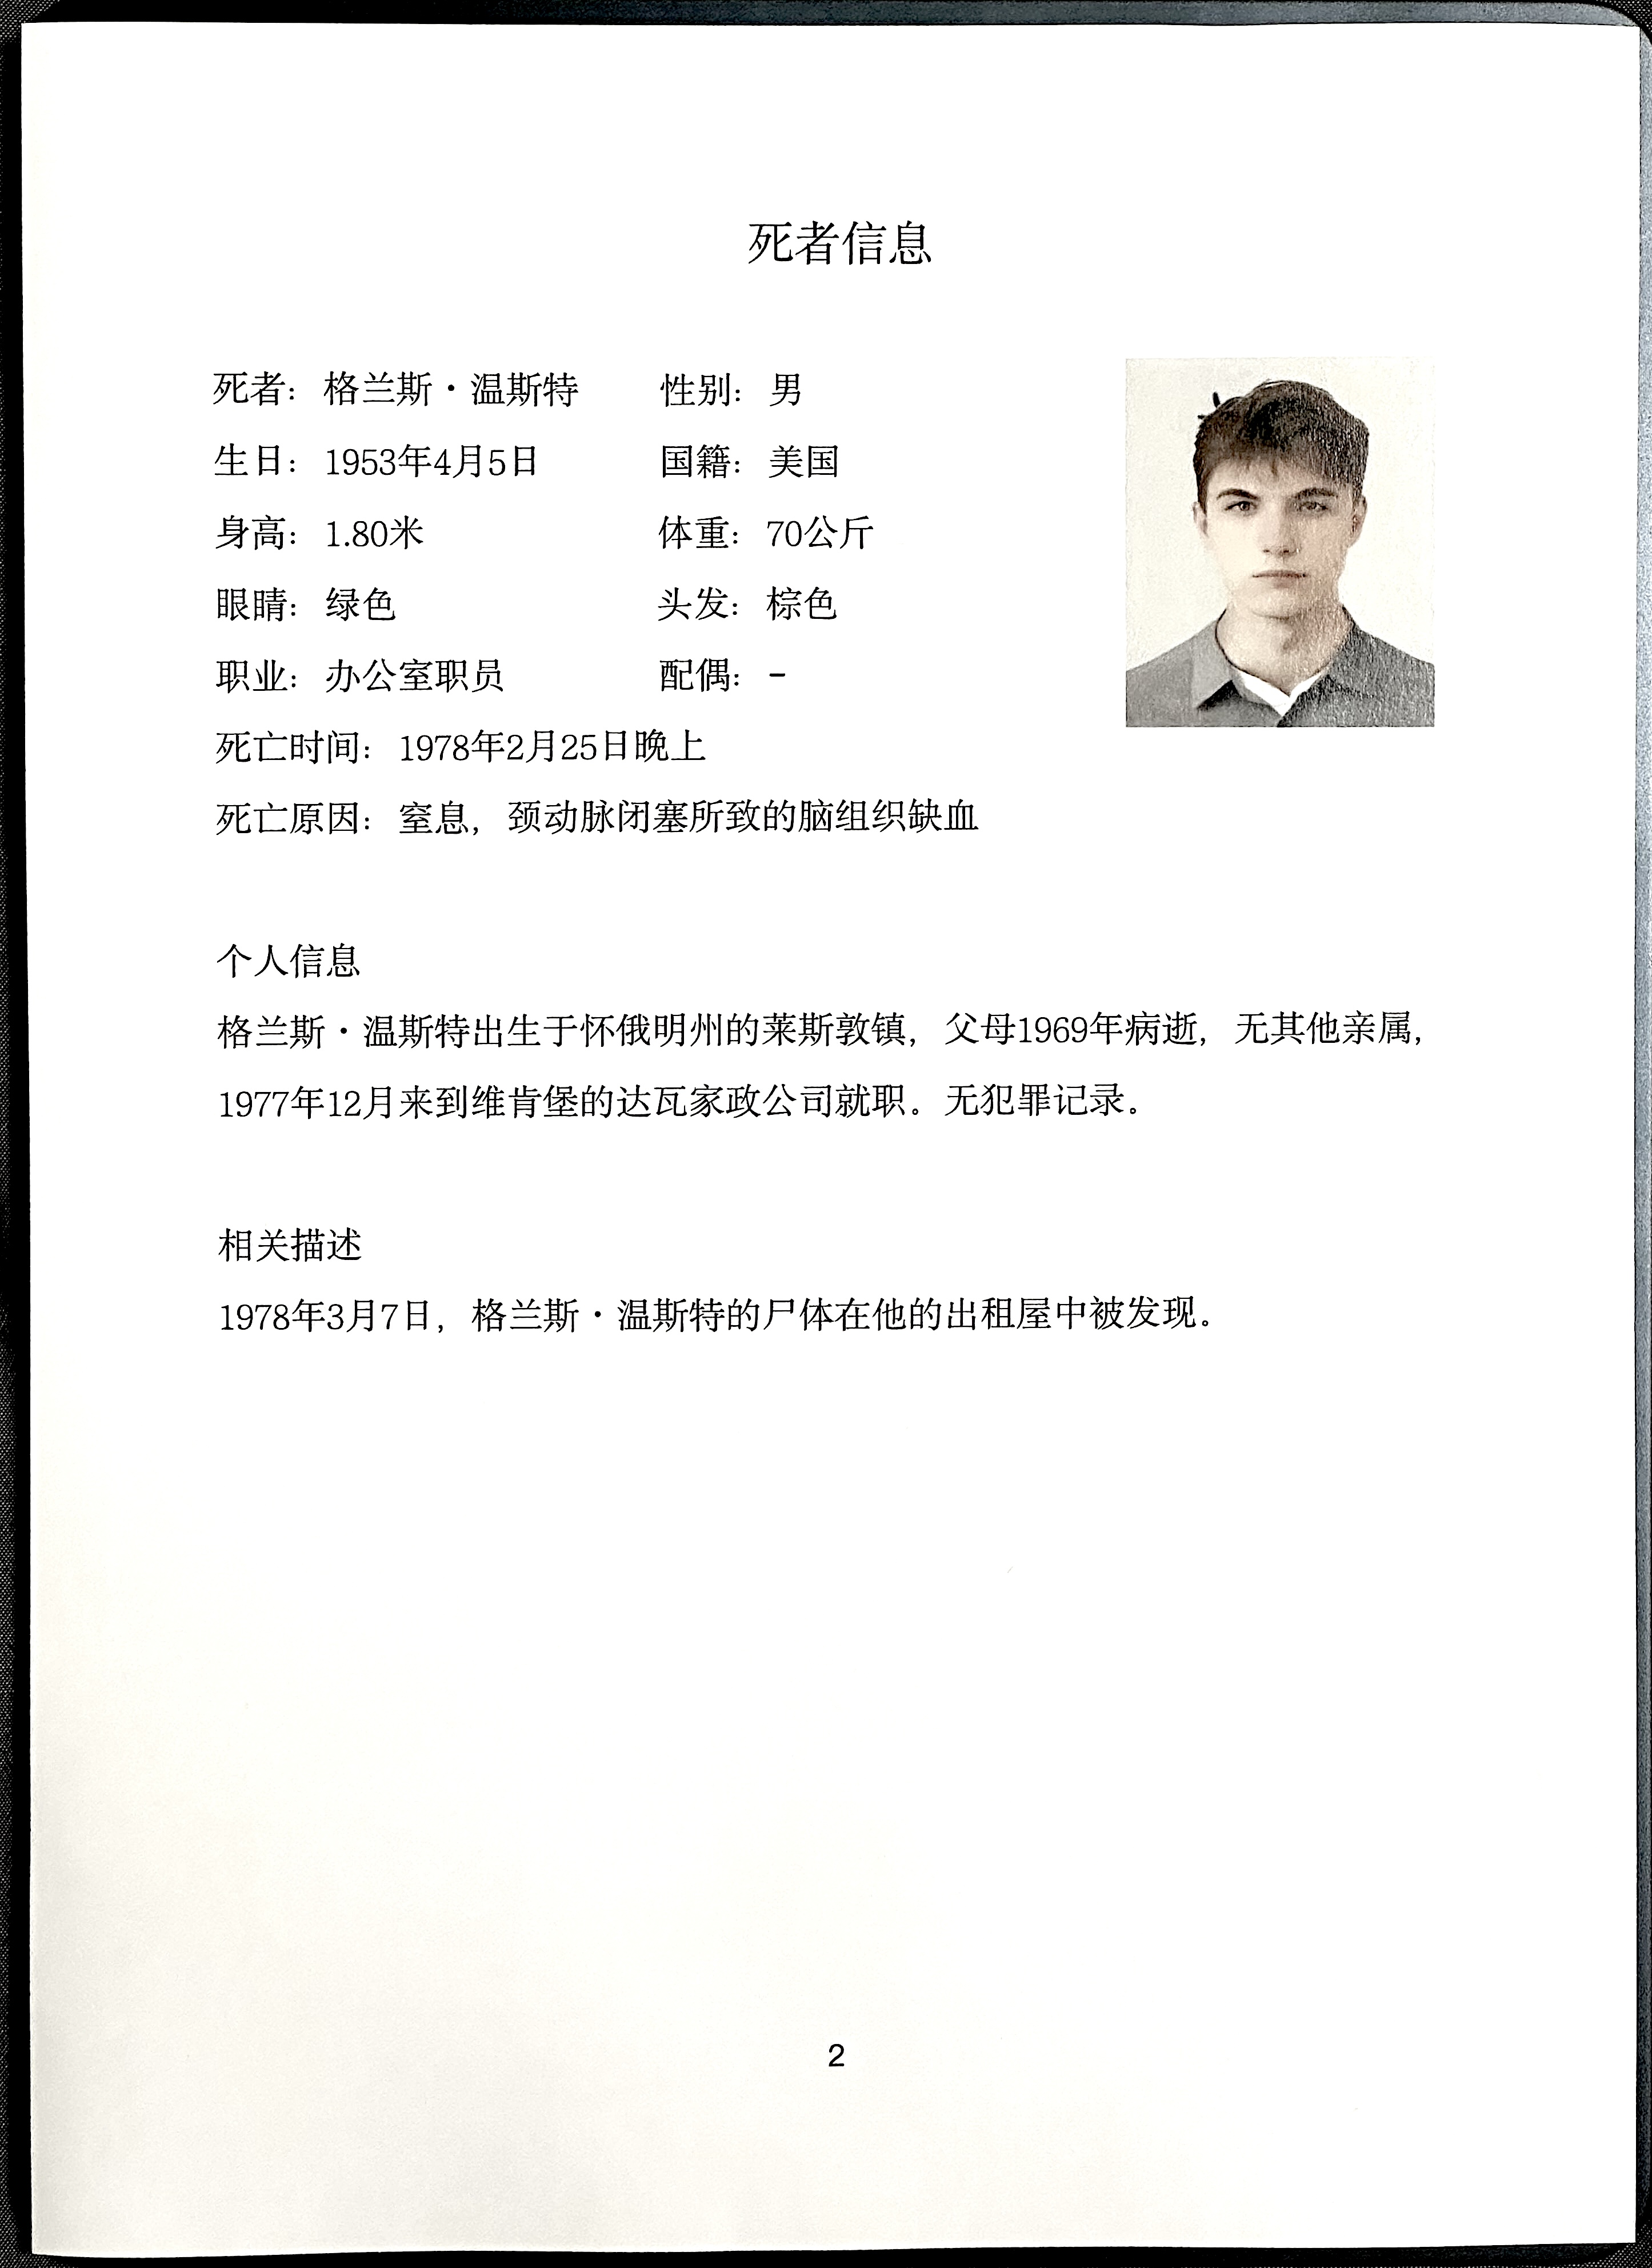 死者信息
死者：格兰斯·温斯特 性别：男
生日：1953年4月5日 国籍：美国
身高：1.80米 体重：70公斤
眼睛：绿色 头发：棕色
职业：办公室职员 配偶：-
死亡时间：1978年2月25日晚上
死亡原因：窒息，颈动脉闭塞所致的脑组织缺血
个人信息
格兰斯·温斯特出生于怀俄明州的莱斯敦镇，父母1969年病逝，无其他亲属，
1977年12月来到维肯堡的达瓦家政公司就职。无犯罪记录。
相关描述
1978年3月7日，格兰斯·温斯特的尸体在他的出租屋中被发现。
2